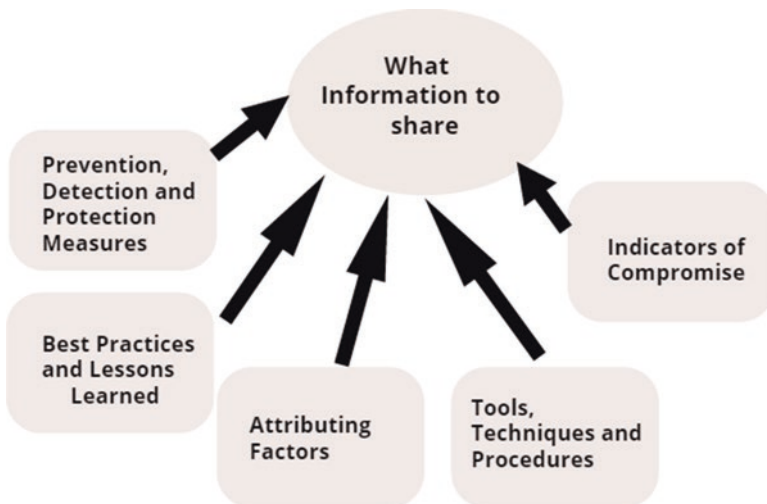 What
Information to
share
Prevention,
Detection and
Protection
Measures
Best Practices
and Lessons
Learned
Attributing
Factors
Tools,
Techniques and
Procedures
Indicators of
Compromise